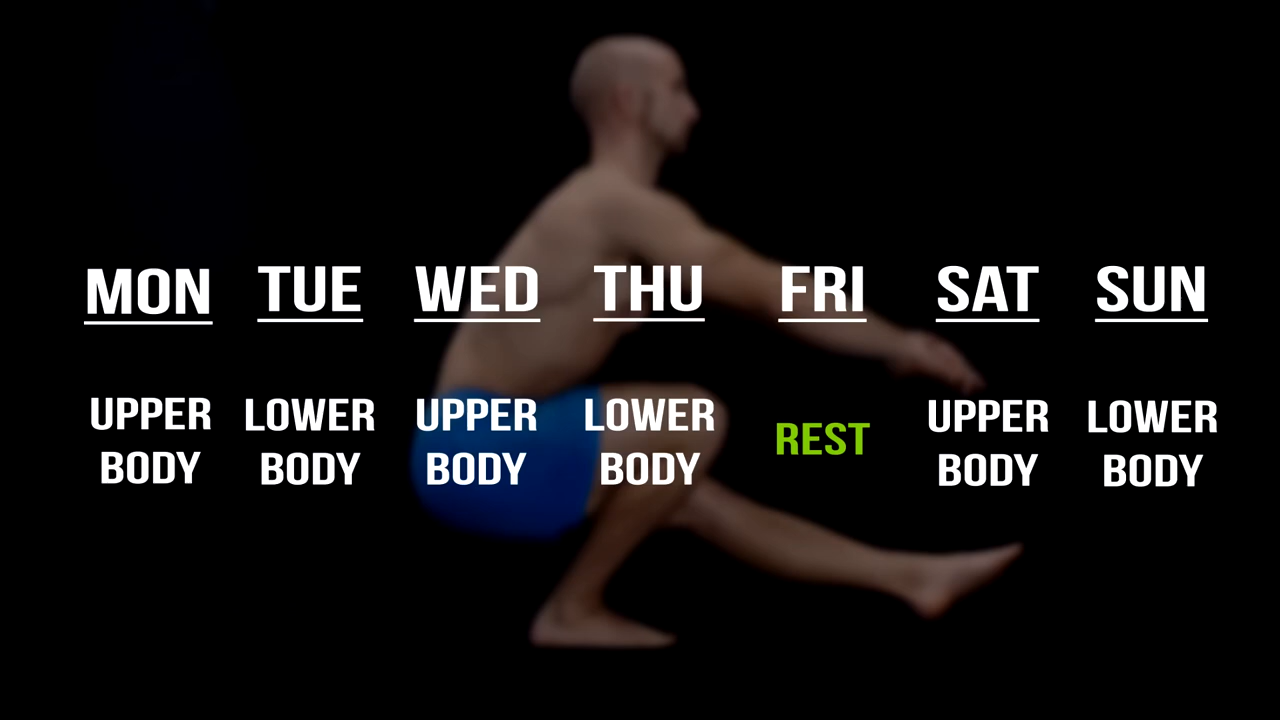 MON TUE WED THU FRI SAT SUN
UPPER LOWER UPPER LOWER REST UPPER LOWER
BODY BODY BODY BODY BODY BODY